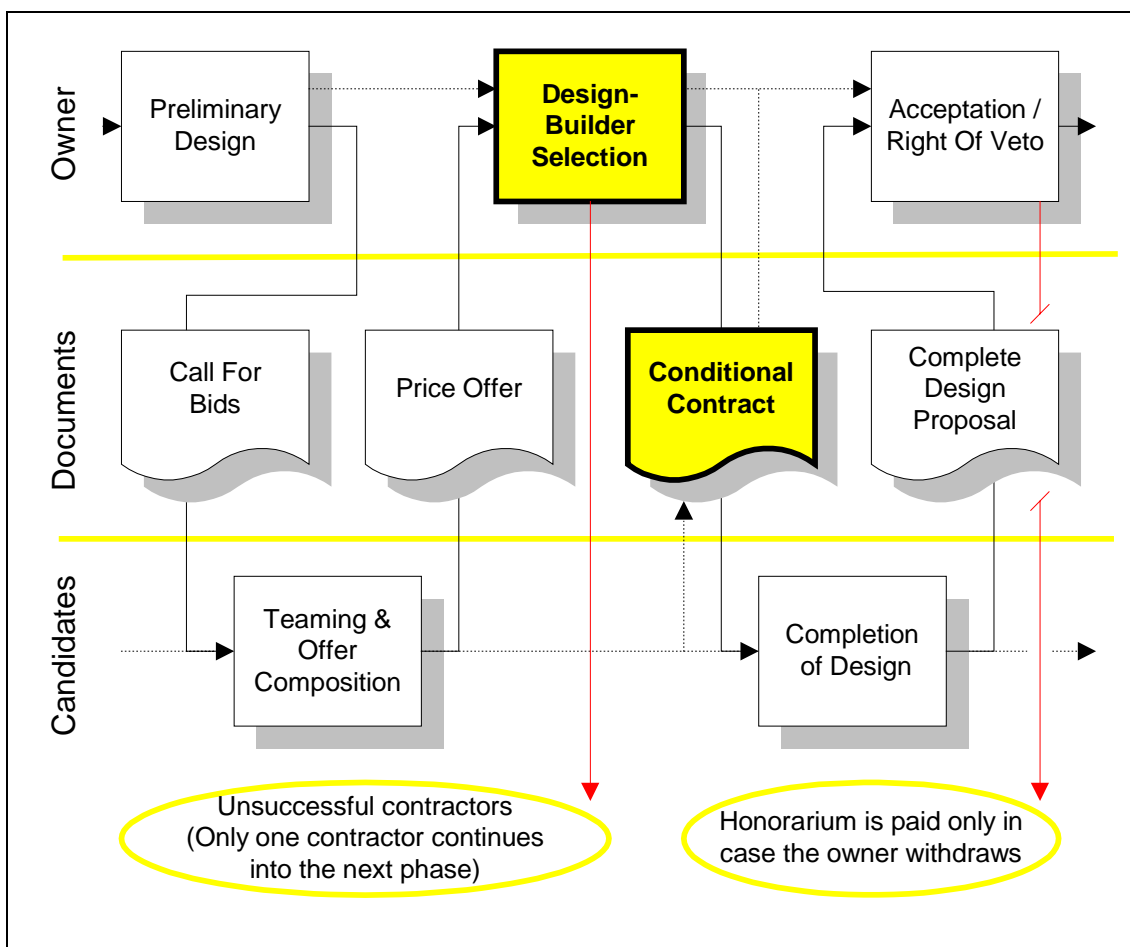 Owner
Preliminary
Design
Design-
Builder
Selection
Acceptation /
Right Of Veto
Documents
Call For
Bids
Price Offer
Conditional
Contract
Complete
Design
Proposal
Candidates
Teaming &
Offer
Composition
Completion
of Design
Unsuccessful contractors
(Only one contractor continues
into the next phase)
Honorarium is paid only in
case the owner withdraws